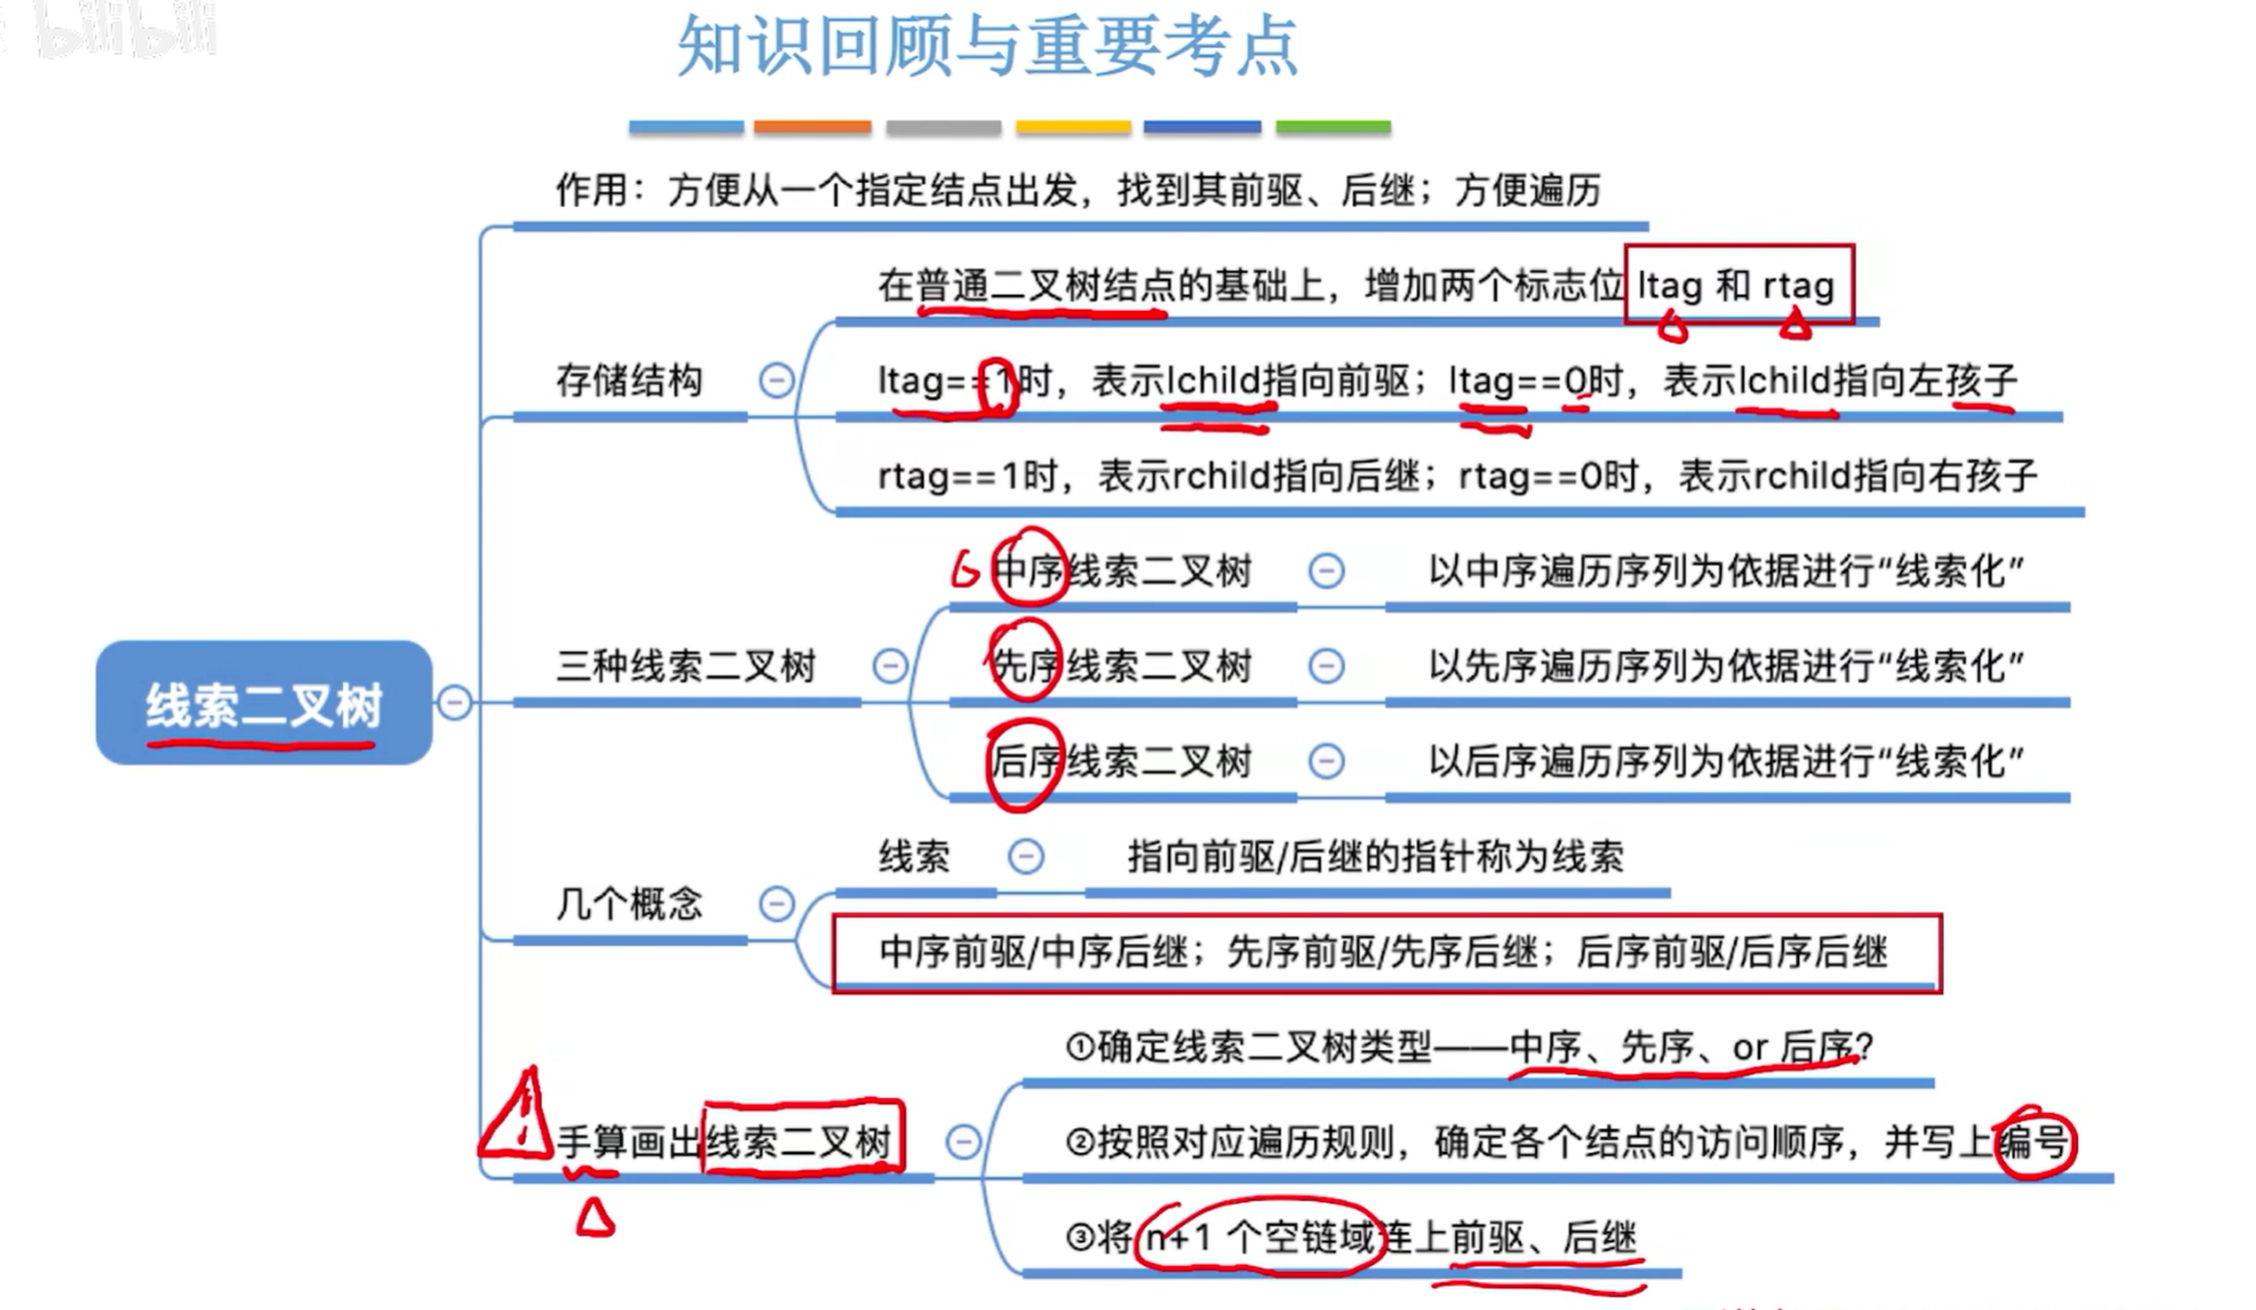 bilibili
知识回顾与重要考点
作用：方便从一个指定结点出发，找到其前驱、后继；方便遍历
在普通二叉树结点的基础上，增加两个标志位 ltag 和 rtag
存储结构
ltag==1时，表示lchild指向前驱；ltag==0时，表示lchild指向左孩子
rtag==1时，表示rchild指向后继；rtag==0时，表示rchild指向右孩子
中序线索二叉树 以中序遍历序列为依据进行“线索化”
三种线索二叉树
先序线索二叉树 以先序遍历序列为依据进行“线索化”
线索二叉树
后序线索二叉树 以后序遍历序列为依据进行“线索化”
线索 指向前驱/后继的指针称为线索
几个概念
中序前驱/中序后继；先序前驱/先序后继；后序前驱/后序后继
①确定线索二叉树类型——中序、先序、or 后序？
手算画出线索二叉树
②按照对应遍历规则，确定各个结点的访问顺序，并写上编号
③将 n+1 个空链域连上前驱、后继